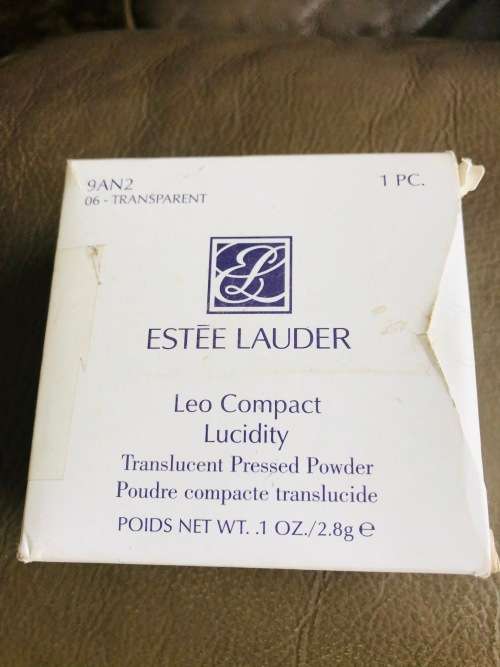 9AN2
1 PC.
06 - TRANSPARENT
EL
ESTĒE LAUDER
Leo Compact
Lucidity
Translucent Pressed Powder
Poudre compacte translucide
POIDS NET WT. .1 OZ./2.8g ℮